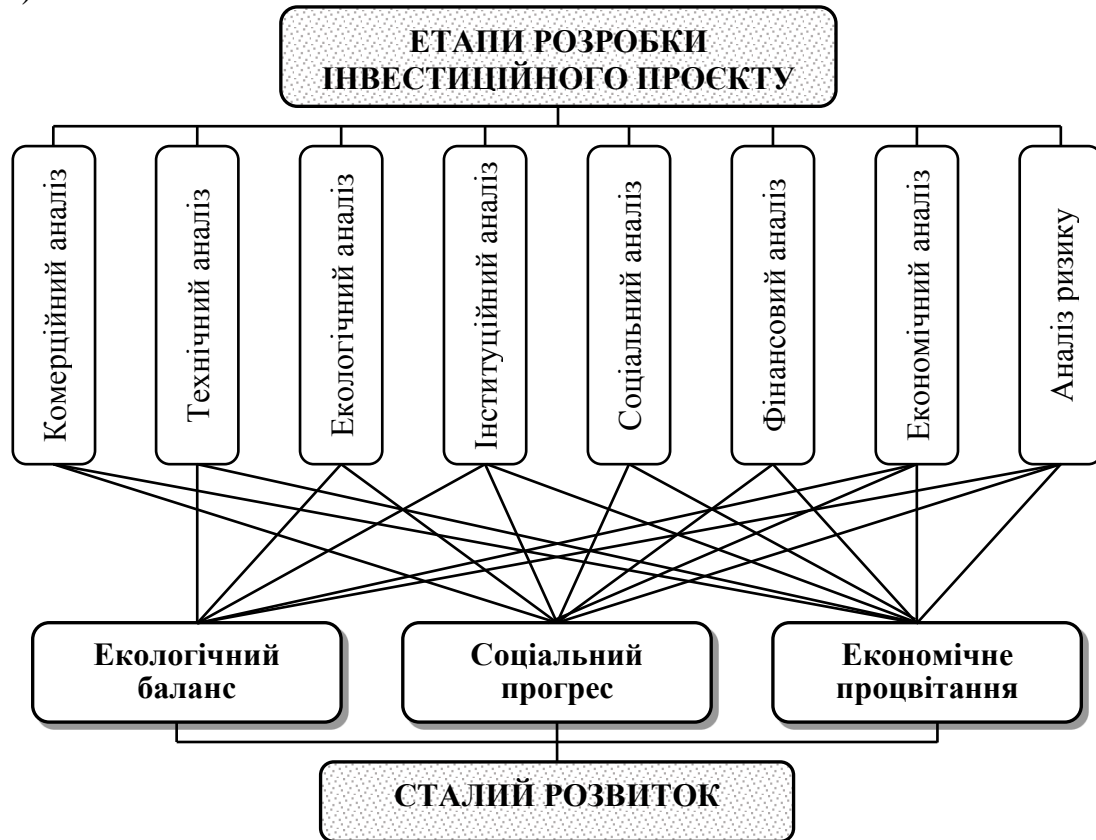 )
ЕТАПИ РОЗРОБКИ
ІНВЕСТИЦІЙНОГО ПРОЄКТУ
Комерційний аналіз
Технічний аналіз
Екологічний аналіз
Інституційний аналіз
Соціальний аналіз
Фінансовий аналіз
Економічний аналіз
Аналіз ризику
Екологічний
баланс
Соціальний
прогрес
Економічне
процвітання
СТАЛИЙ РОЗВИТОК